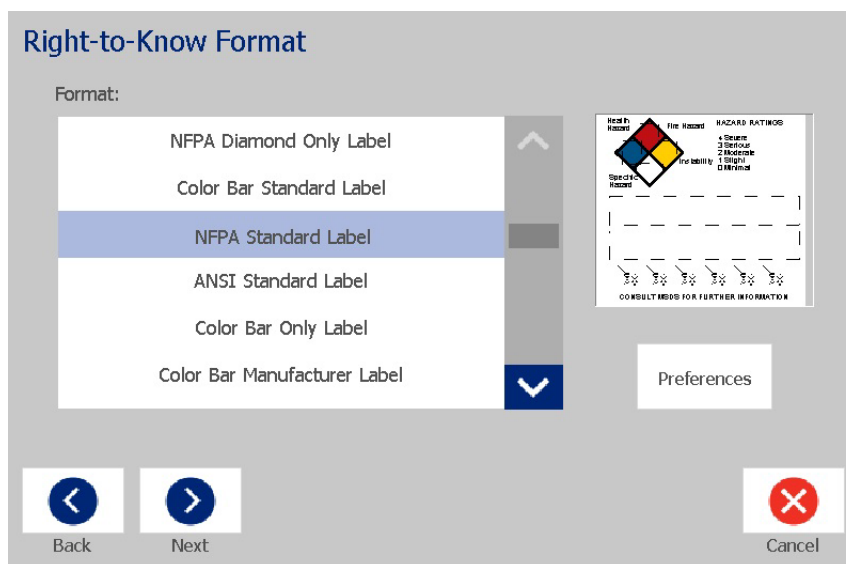 Right-to-Know Format
Format:
NFPA Diamond Only Label
Color Bar Standard Label
NFPA Standard Label
ANSI Standard Label
Color Bar Only Label
Color Bar Manufacturer Label
Health
Hazard
Fire Hazard
HAZARD RATINGS
4 Severe
3 Serious
2 Moderate
1 Slight
0 Minimal
Instability
Specific
Hazard
CONSULT MSDS FOR FURTHER INFORMATION
Preferences
Back
Next
Cancel